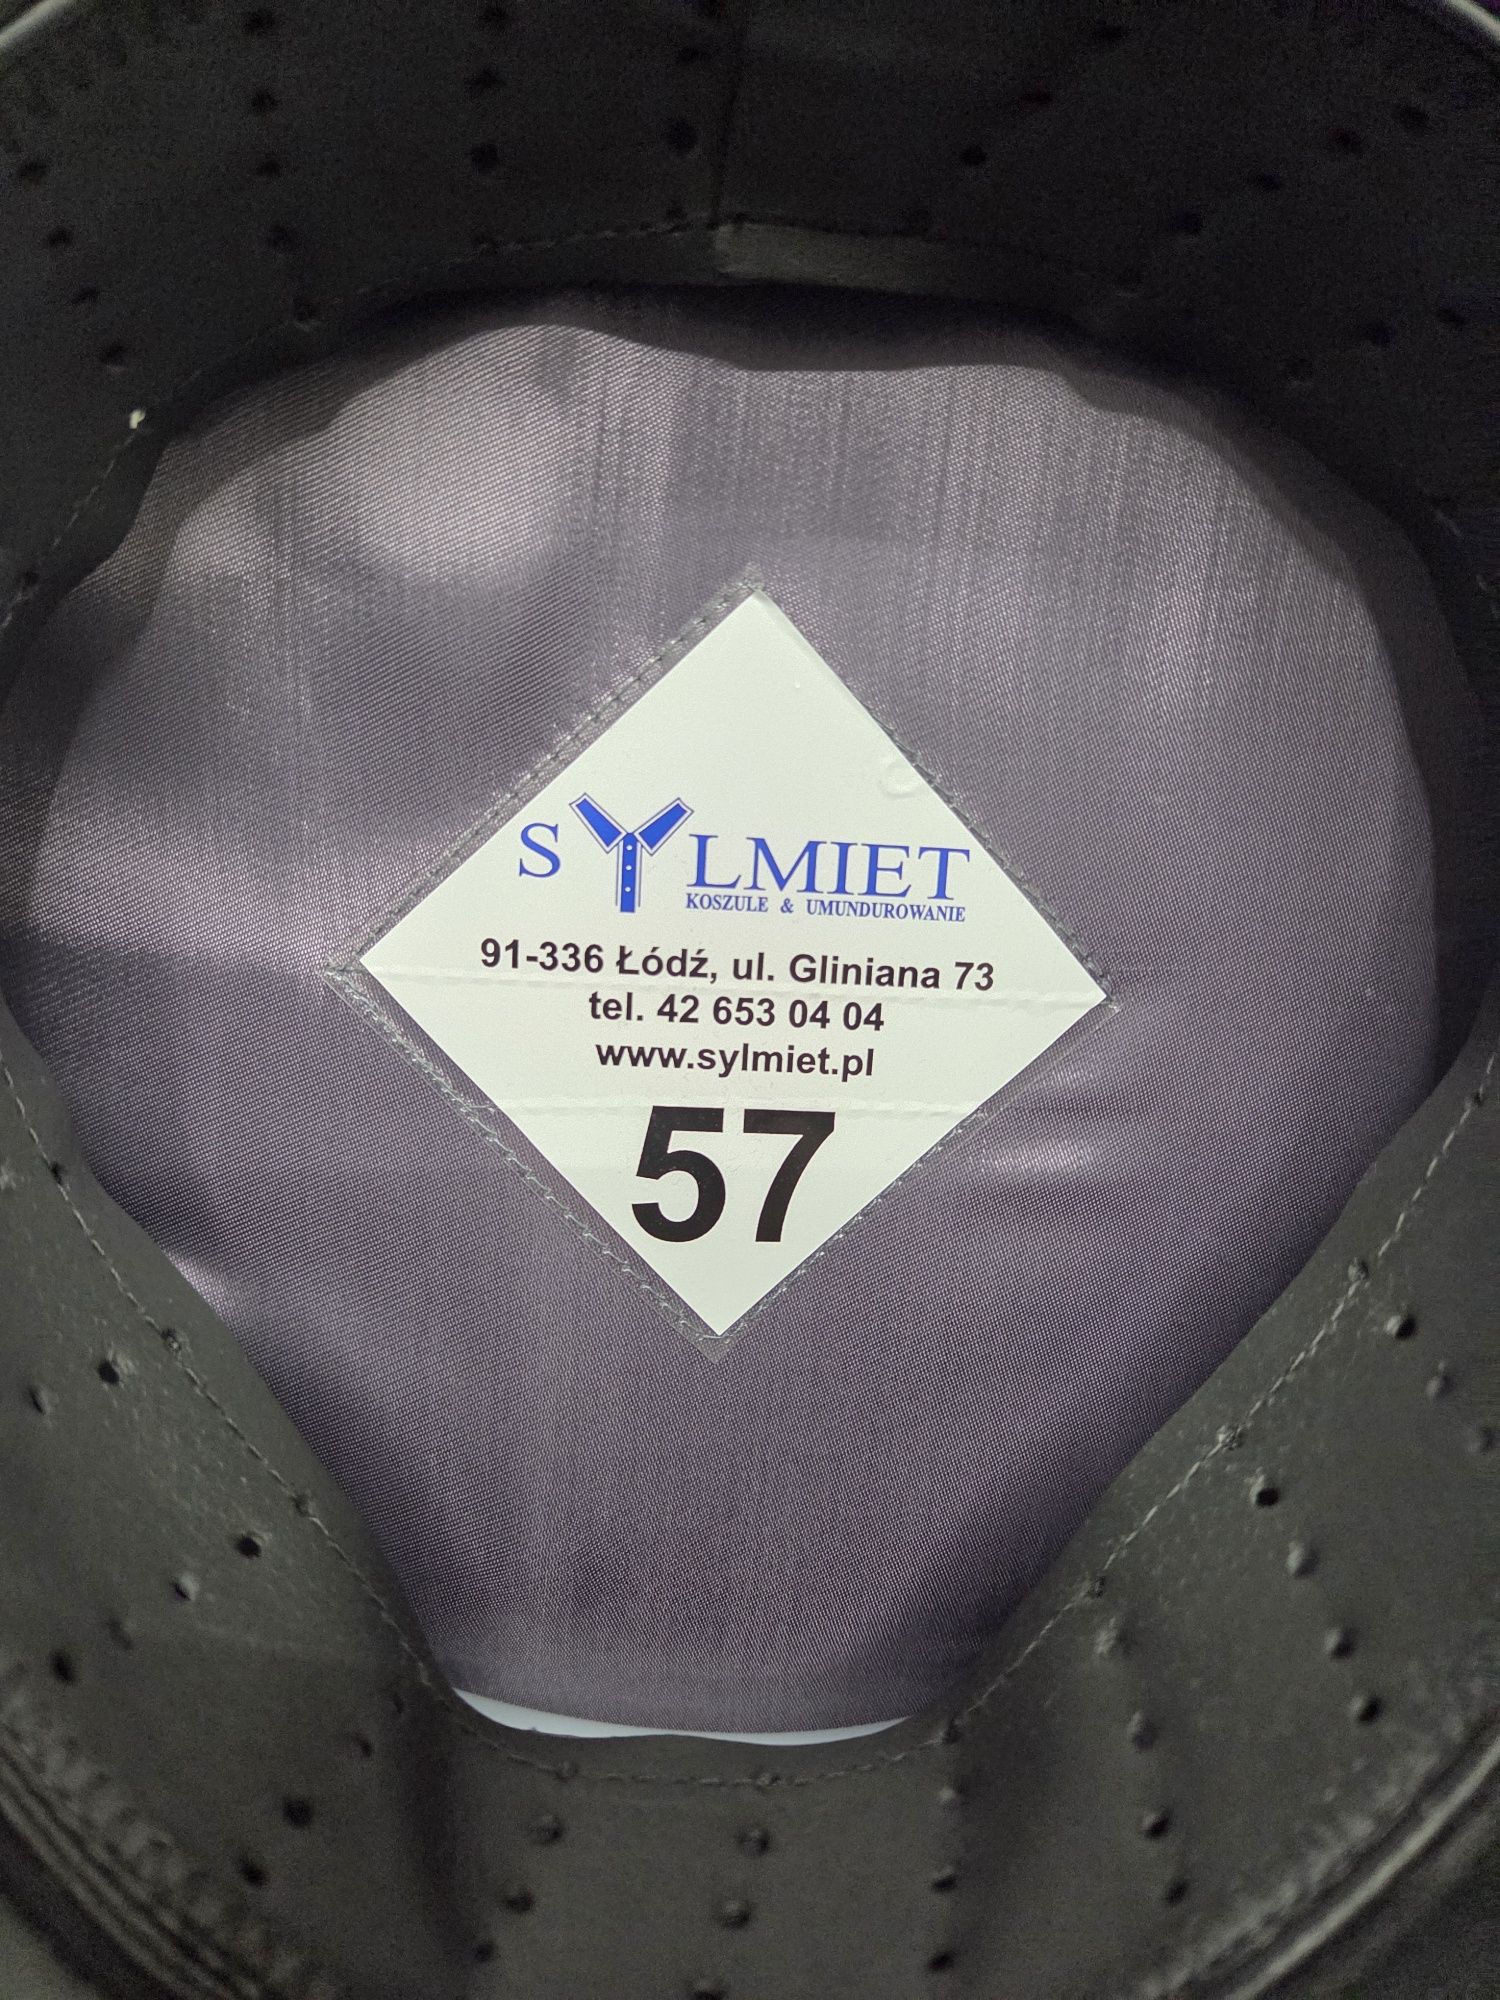 SYLMIET
KOSZULE & UMUNDUROWANIE
91-336 Łódź, ul. Gliniana 73
tel. 42 653 04 04
www.sylmiet.pl
57